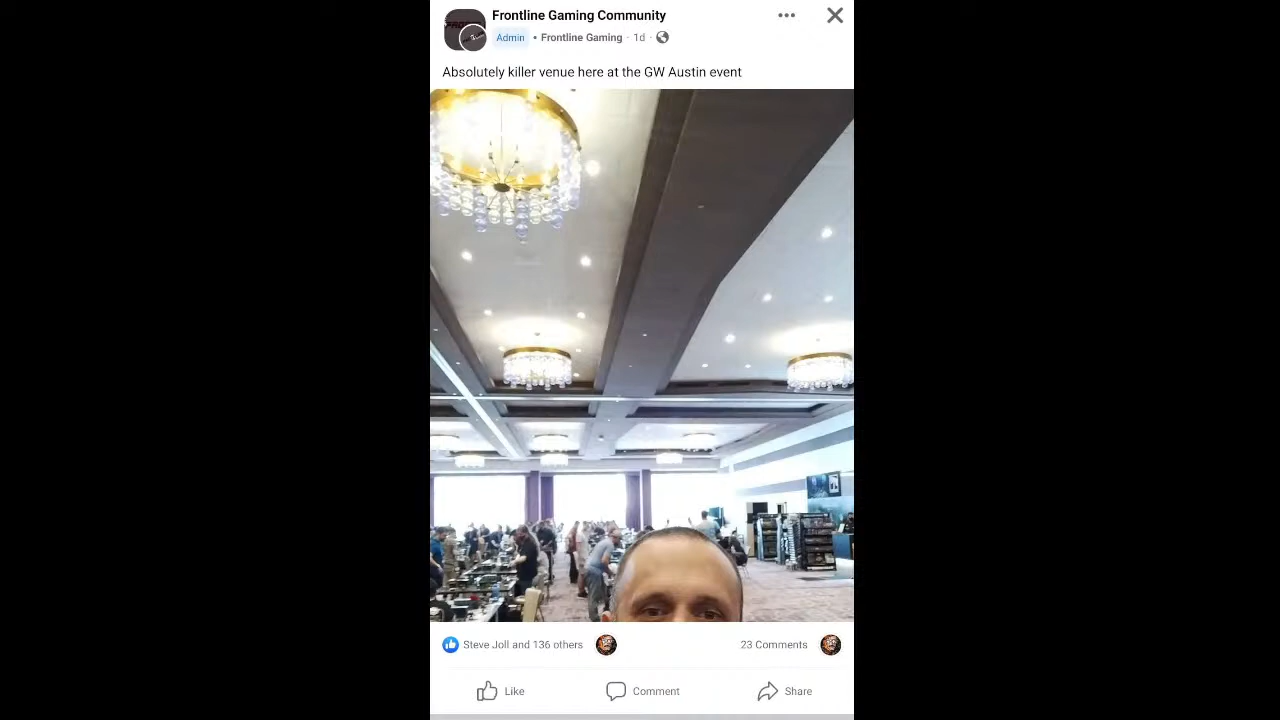 Frontline Gaming Community
Admin • Frontline Gaming · 1d ·
Absolutely killer venue here at the GW Austin event
Steve Joll and 136 others
23 Comments
Like
Comment
Share